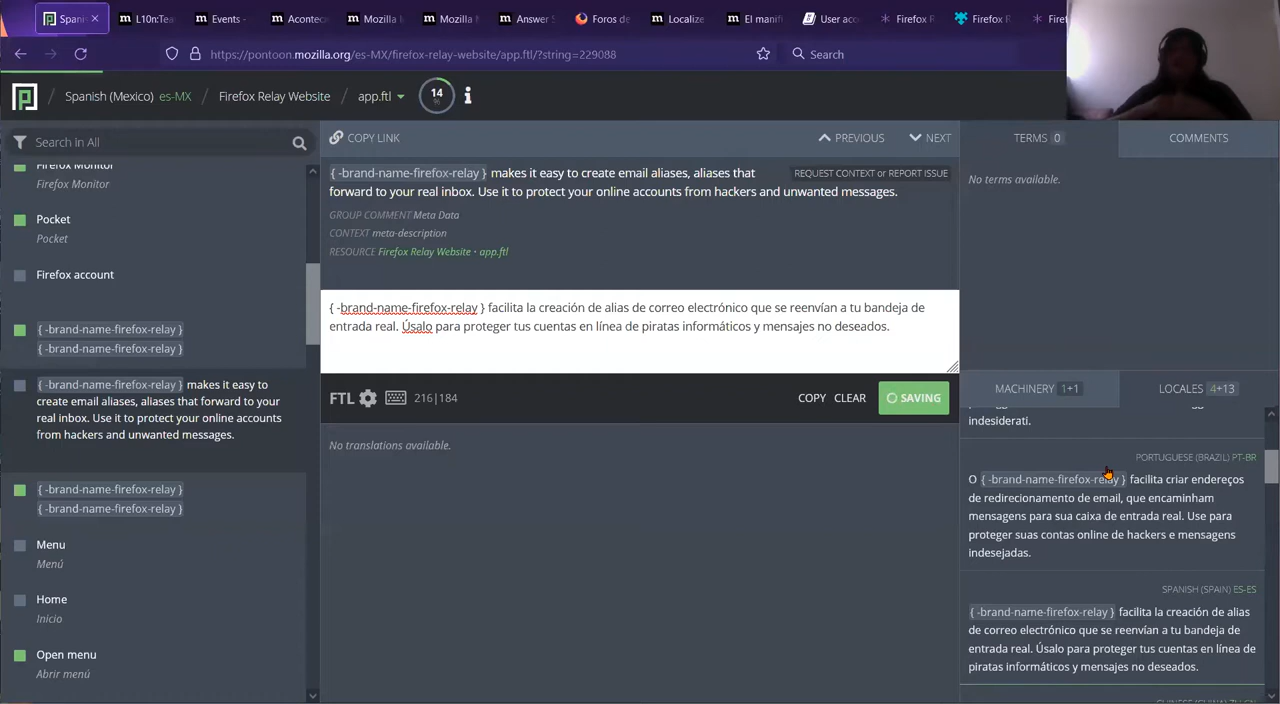 Spanis
L10n:Tea
Events -
Acontec
Mozilla
Mozilla
Answer S
Foros de
Localize
El manifi
User acc
Firefox R
Firefox R
Fire
https://pontoon.mozilla.org/es-MX/firefox-relay-website/app.ftl/?string=229088
Search
Spanish (Mexico) es-MX
Firefox Relay Website
app.ftl
14
%
Search in All
Firefox Monitor
Firefox Monitor
Pocket
Pocket
Firefox account
{ -brand-name-firefox-relay }
{ -brand-name-firefox-relay }
{ -brand-name-firefox-relay } makes it easy to
create email aliases, aliases that forward to your
real inbox. Use it to protect your online accounts
from hackers and unwanted messages.
{ -brand-name-firefox-relay }
{ -brand-name-firefox-relay }
Menu
Menú
Home
Inicio
Open menu
Abrir menú
COPY LINK
PREVIOUS
NEXT
{ -brand-name-firefox-relay } makes it easy to create email aliases, aliases that
forward to your real inbox. Use it to protect your online accounts from hackers and unwanted messages.
REQUEST CONTEXT or REPORT ISSUE
GROUP COMMENT Meta Data
CONTEXT meta-description
RESOURCE Firefox Relay Website • app.ftl
{ -brand-name-firefox-relay } facilita la creación de alias de correo electrónico que se reenvían a tu bandeja de
entrada real. Úsalo para proteger tus cuentas en línea de piratas informáticos y mensajes no deseados.
FTL
216|184
COPY
CLEAR
SAVING
No translations available.
TERMS 0
COMMENTS
No terms available.
MACHINERY 1+1
LOCALES 4+13
indesiderati.
PORTUGUESE (BRAZIL) PT-BR
O { -brand-name-firefox-relay } facilita criar endereços
de redirecionamento de email, que encaminham
mensagens para sua caixa de entrada real. Use para
proteger suas contas online de hackers e mensagens
indesejadas.
SPANISH (SPAIN) ES-ES
{ -brand-name-firefox-relay } facilita la creación de alias
de correo electrónico que se reenvían a tu bandeja de
entrada real. Úsalo para proteger tus cuentas en línea de
piratas informáticos y mensajes no deseados.